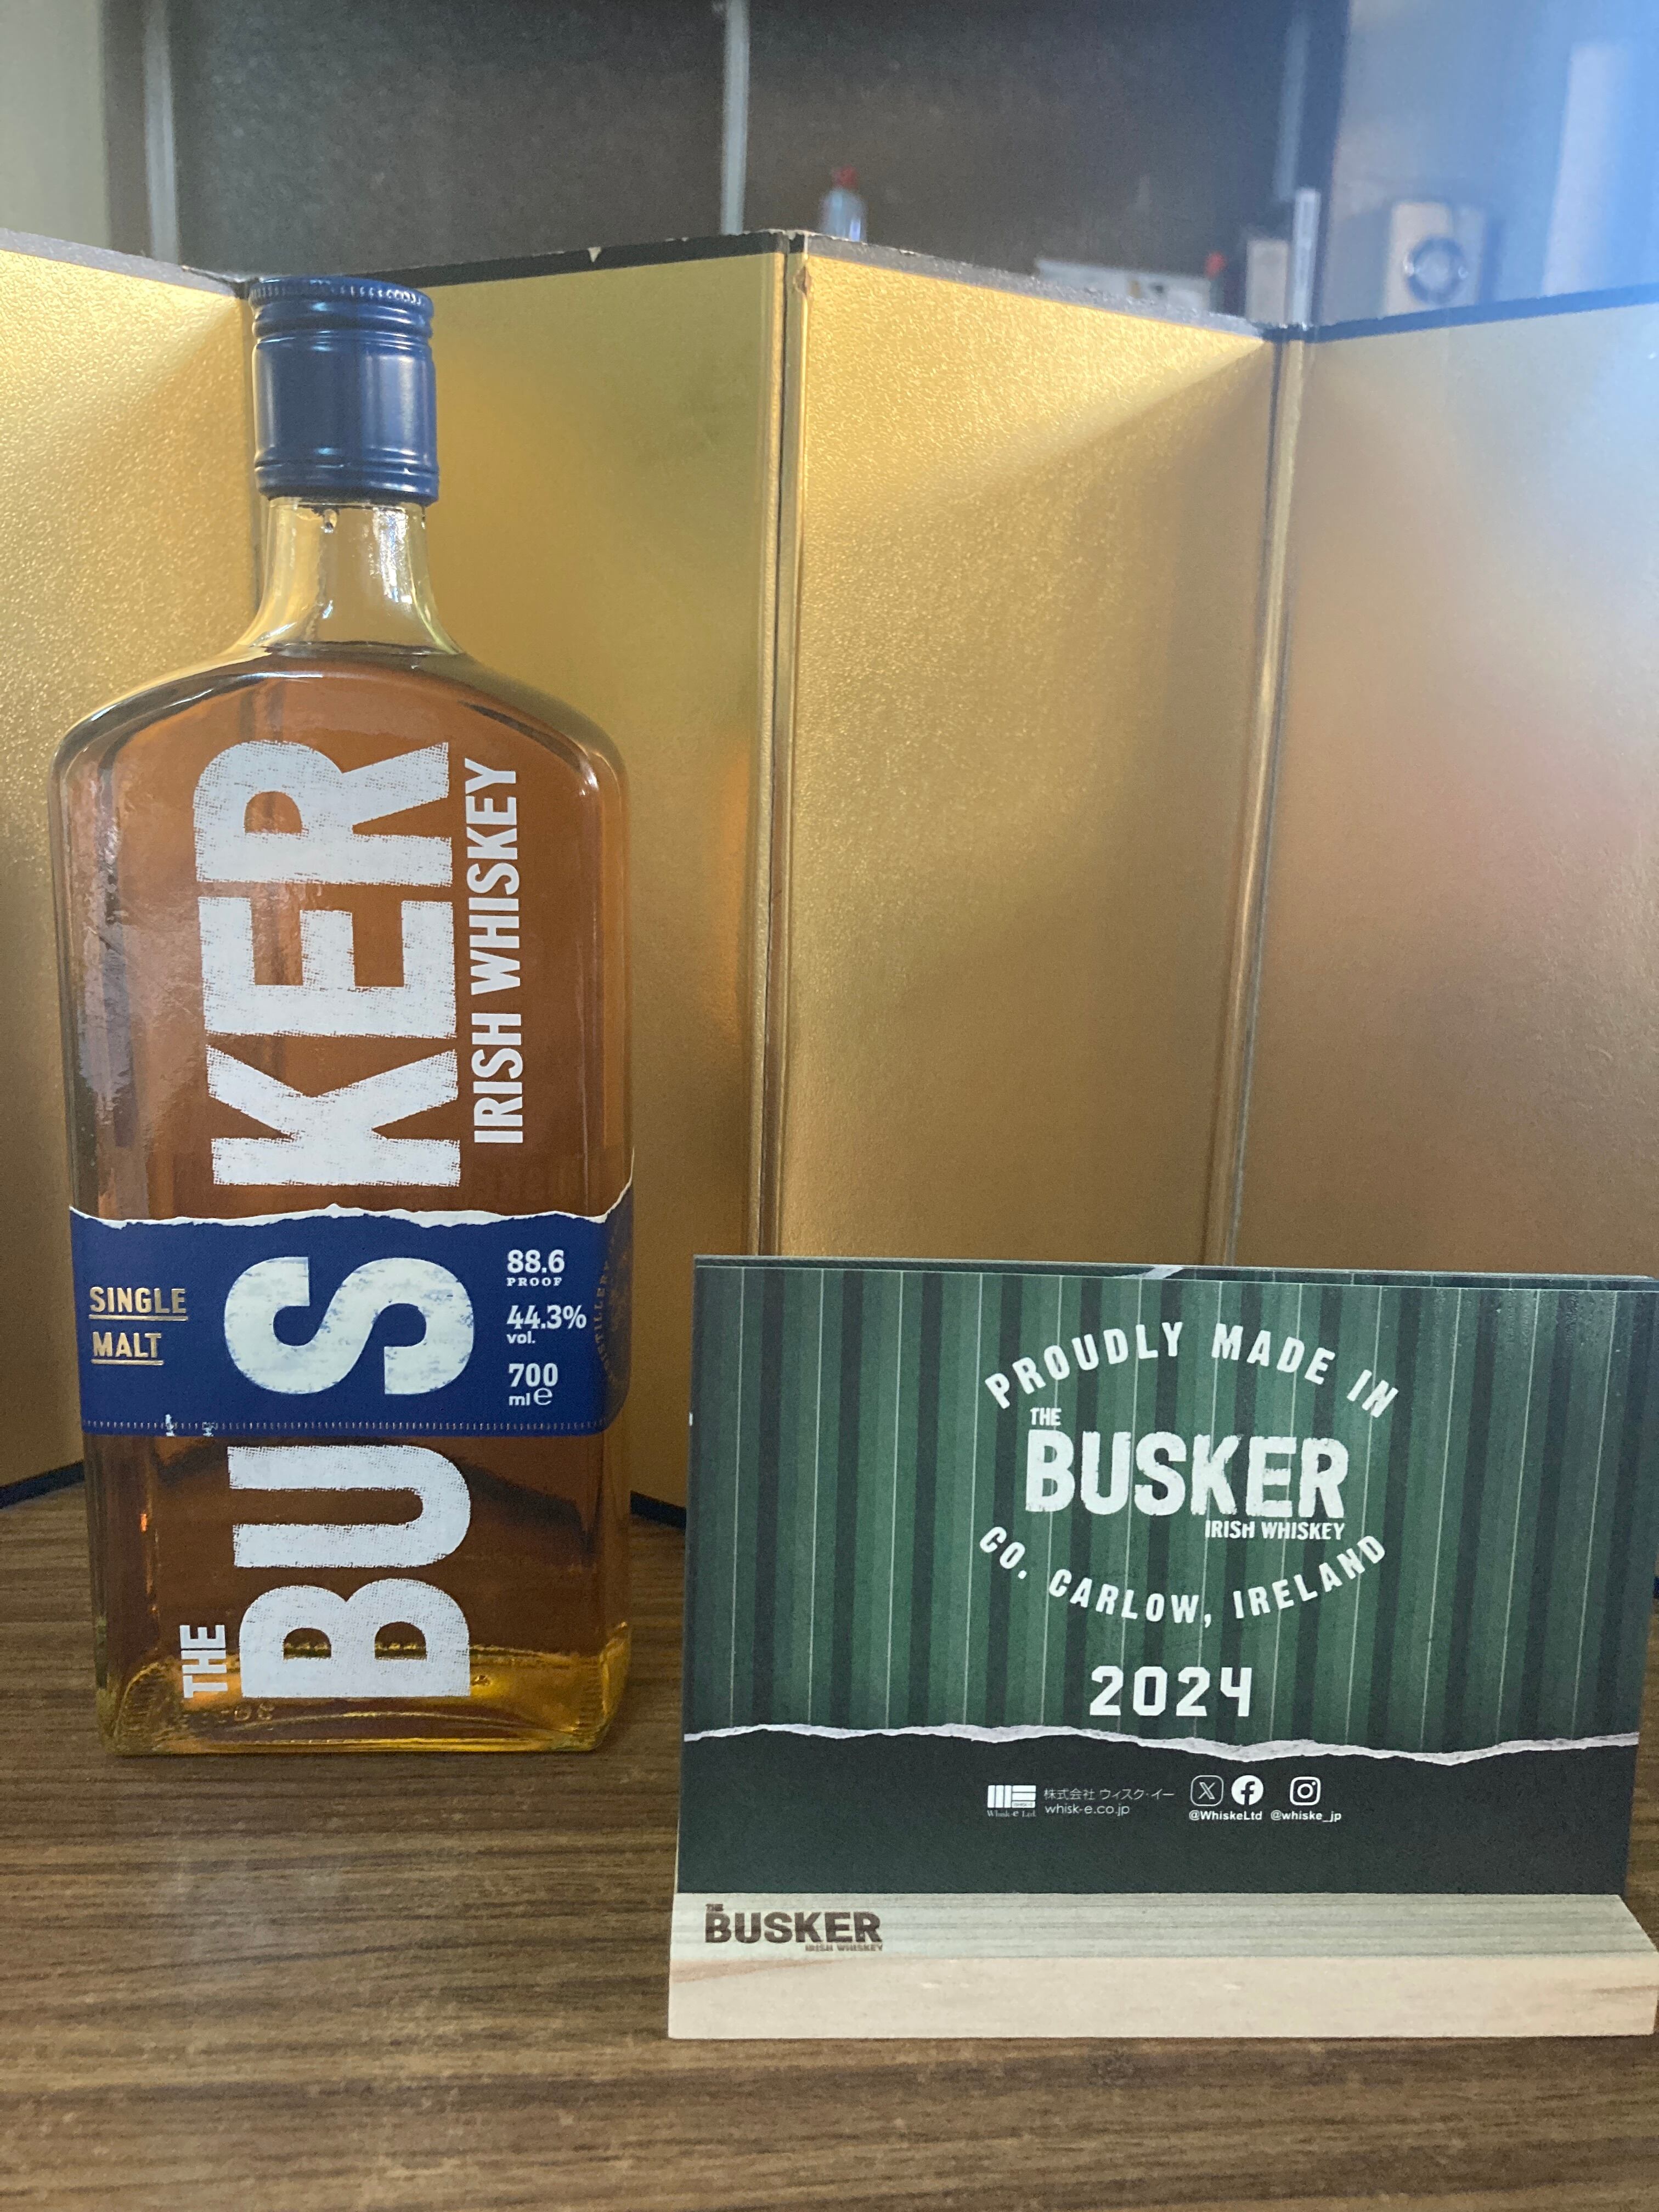 THE
BUSKER
IRISH WHISKEY
SINGLE
MALT
88.6
PROOF
44.3%
vol.
700
ml e
PROUDLY MADE IN
THE
BUSKER
IRISH WHISKEY
CO. CARLOW, IRELAND
2024
Whisk-e Ltd.
株式会社 ウィスク・イー
whisk-e.co.jp
@WhiskeLtd @whiske_jp
THE
BUSKER
IRISH WHISKEY